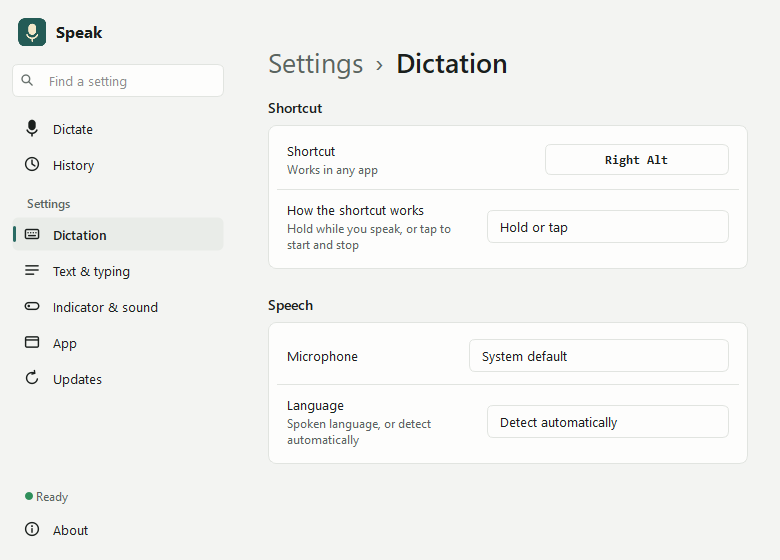 Speak
Find a setting
Dictate
History
Settings
Dictation
Text & typing
Indicator & sound
App
Updates
Ready
About
Settings › Dictation
Shortcut
Shortcut
Works in any app
Right Alt
How the shortcut works
Hold while you speak, or tap to
start and stop
Hold or tap
Speech
Microphone
System default
Language
Spoken language, or detect
automatically
Detect automatically